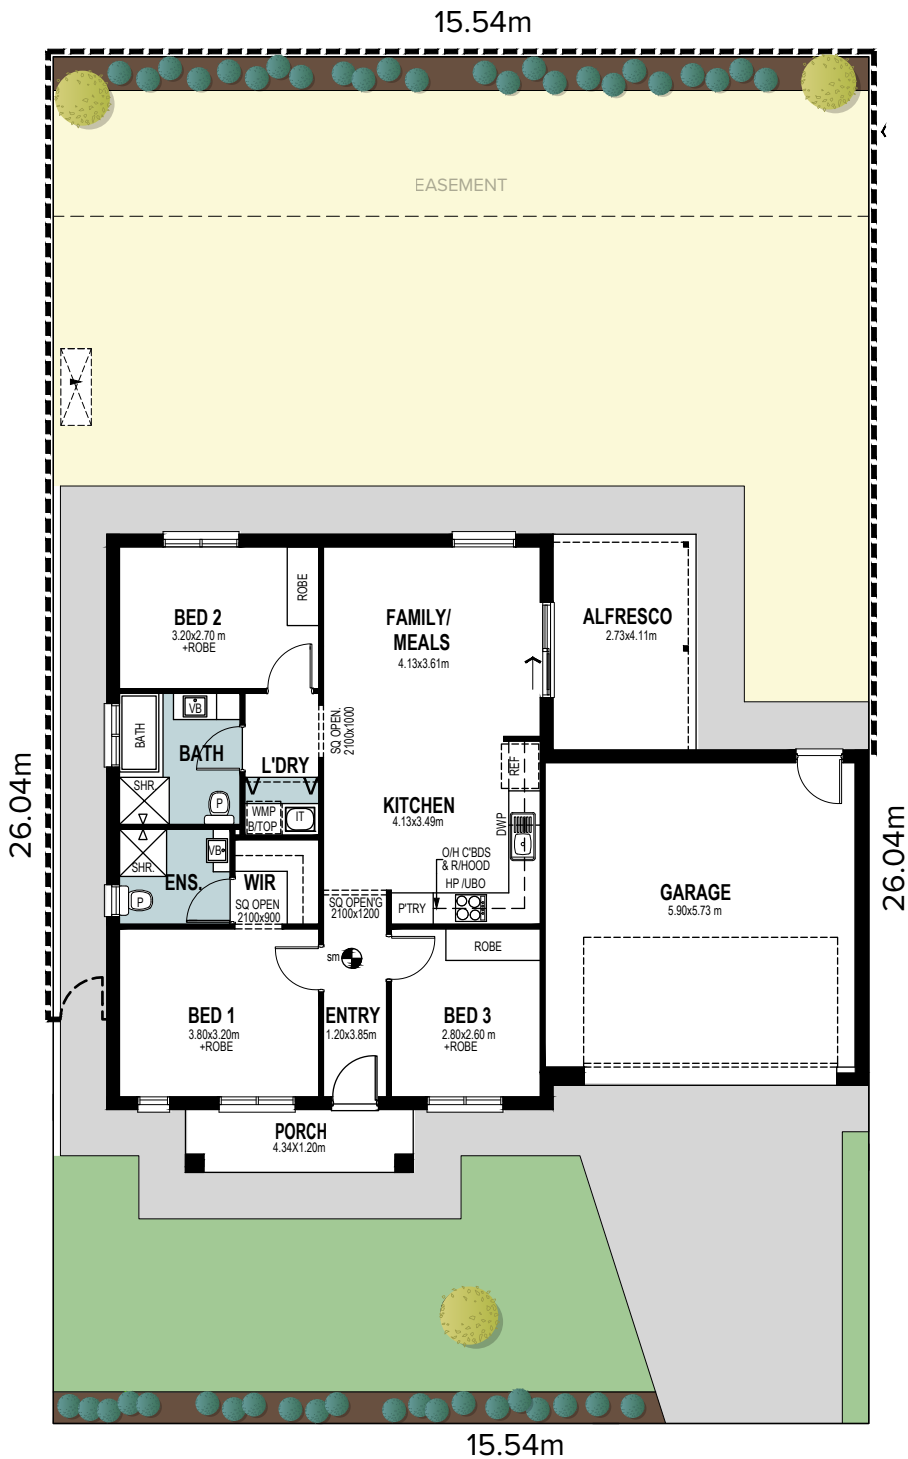 15.54m
EASEMENT
ROBE
BED 2
3.20x2.70 m
+ROBE
FAMILY/
MEALS
4.13x3.61m
ALFRESCO
2.73x4.11m
BATH
VB
BATH
SQ OPEN.
2100x1000
L'DRY
REF
SHR.
P
WMP
B/TOP
IT
KITCHEN
4.13x3.49m
DWP
26.04m
26.04m
SHR.
VB
O/H C'BDS
& R/HOOD
HP /UBO
ENS.
WIR
P
SQ OPEN
2100x900
SQ OPEN'G
2100x1200
P'TRY
GARAGE
5.90x5.73 m
ROBE
sm
BED 1
3.80x3.20m
+ROBE
ENTRY
1.20x3.85m
BED 3
2.80x2.60 m
+ROBE
PORCH
4.34X1.20m
15.54m